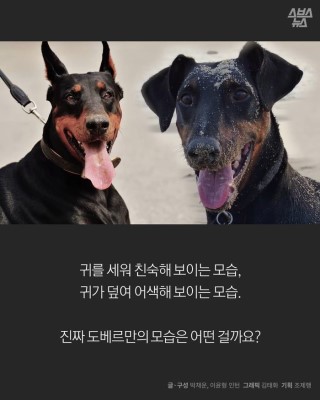 스브스
뉴스
귀를 세워 친숙해 보이는 모습,
귀가 덮여 어색해 보이는 모습.
진짜 도베르만의 모습은 어떤 걸까요?
글·구성 박채운, 이윤형 인턴 그래픽 김태화 기획 조제행